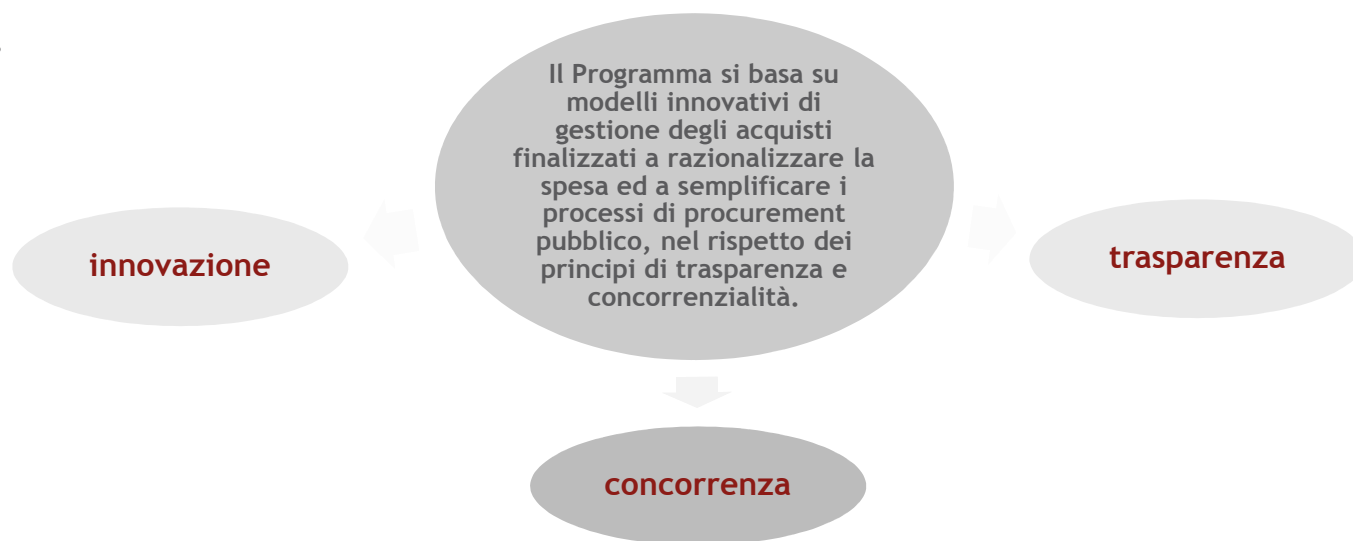 Il Programma si basa su
modelli innovativi di
gestione degli acquisti
finalizzati a razionalizzare la
spesa ed a semplificare i
processi di procurement
pubblico, nel rispetto dei
principi di trasparenza e
concorrenzialità.
innovazione
trasparenza
concorrenza